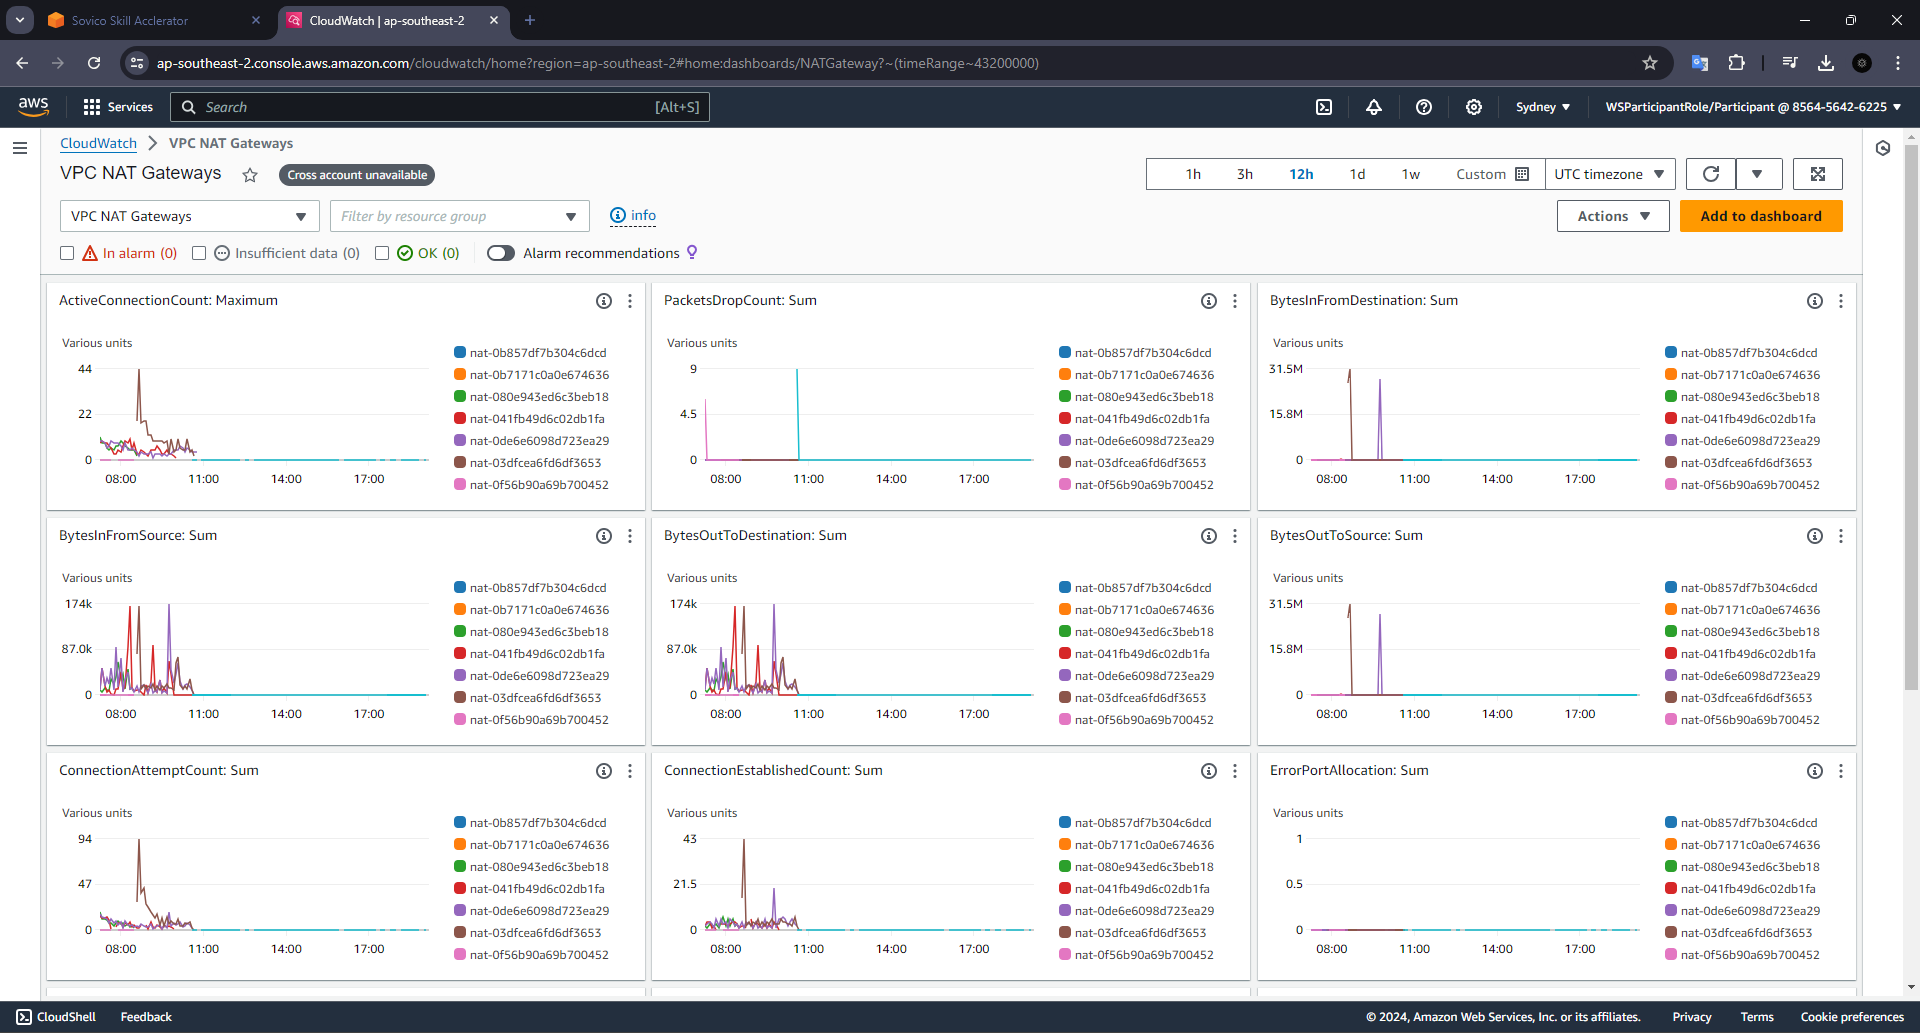 Sovico Skill Acclerator
CloudWatch | ap-southeast-2
ap-southeast-2.console.aws.amazon.com/cloudwatch/home?region=ap-southeast-2#home:dashboards/NATGateway?~(timeRange~43200000)
aws
Services
Search
[Alt+S]
Sydney
WSParticipantRole/Participant @ 8564-5642-6225
CloudWatch
VPC NAT Gateways
VPC NAT Gateways
Cross account unavailable
1h 3h 12h 1d 1w Custom
UTC timezone
VPC NAT Gateways
Filter by resource group
info
Actions
Add to dashboard
In alarm (0)
Insufficient data (0)
OK (0)
Alarm recommendations
ActiveConnectionCount: Maximum
Various units
44
22
0
08:00 11:00 14:00 17:00
nat-0b857df7b304c6dcd
nat-0b7171c0a0e674636
nat-080e943ed6c3beb18
nat-041fb49d6c02db1fa
nat-0de6e6098d723ea29
nat-03dfcea6fd6df3653
nat-0f56b90a69b700452
PacketsDropCount: Sum
Various units
9
4.5
0
08:00 11:00 14:00 17:00
nat-0b857df7b304c6dcd
nat-0b7171c0a0e674636
nat-080e943ed6c3beb18
nat-041fb49d6c02db1fa
nat-0de6e6098d723ea29
nat-03dfcea6fd6df3653
nat-0f56b90a69b700452
BytesInFromDestination: Sum
Various units
31.5M
15.8M
0
08:00 11:00 14:00 17:00
nat-0b857df7b304c6dcd
nat-0b7171c0a0e674636
nat-080e943ed6c3beb18
nat-041fb49d6c02db1fa
nat-0de6e6098d723ea29
nat-03dfcea6fd6df3653
nat-0f56b90a69b700452
BytesInFromSource: Sum
Various units
174k
87.0k
0
08:00 11:00 14:00 17:00
nat-0b857df7b304c6dcd
nat-0b7171c0a0e674636
nat-080e943ed6c3beb18
nat-041fb49d6c02db1fa
nat-0de6e6098d723ea29
nat-03dfcea6fd6df3653
nat-0f56b90a69b700452
BytesOutToDestination: Sum
Various units
174k
87.0k
0
08:00 11:00 14:00 17:00
nat-0b857df7b304c6dcd
nat-0b7171c0a0e674636
nat-080e943ed6c3beb18
nat-041fb49d6c02db1fa
nat-0de6e6098d723ea29
nat-03dfcea6fd6df3653
nat-0f56b90a69b700452
BytesOutToSource: Sum
Various units
31.5M
15.8M
0
08:00 11:00 14:00 17:00
nat-0b857df7b304c6dcd
nat-0b7171c0a0e674636
nat-080e943ed6c3beb18
nat-041fb49d6c02db1fa
nat-0de6e6098d723ea29
nat-03dfcea6fd6df3653
nat-0f56b90a69b700452
ConnectionAttemptCount: Sum
Various units
94
47
0
08:00 11:00 14:00 17:00
nat-0b857df7b304c6dcd
nat-0b7171c0a0e674636
nat-080e943ed6c3beb18
nat-041fb49d6c02db1fa
nat-0de6e6098d723ea29
nat-03dfcea6fd6df3653
nat-0f56b90a69b700452
ConnectionEstablishedCount: Sum
Various units
43
21.5
0
08:00 11:00 14:00 17:00
nat-0b857df7b304c6dcd
nat-0b7171c0a0e674636
nat-080e943ed6c3beb18
nat-041fb49d6c02db1fa
nat-0de6e6098d723ea29
nat-03dfcea6fd6df3653
nat-0f56b90a69b700452
ErrorPortAllocation: Sum
Various units
1
0.5
0
08:00 11:00 14:00 17:00
nat-0b857df7b304c6dcd
nat-0b7171c0a0e674636
nat-080e943ed6c3beb18
nat-041fb49d6c02db1fa
nat-0de6e6098d723ea29
nat-03dfcea6fd6df3653
nat-0f56b90a69b700452
CloudShell
Feedback
© 2024, Amazon Web Services, Inc. or its affiliates.
Privacy
Terms
Cookie preferences